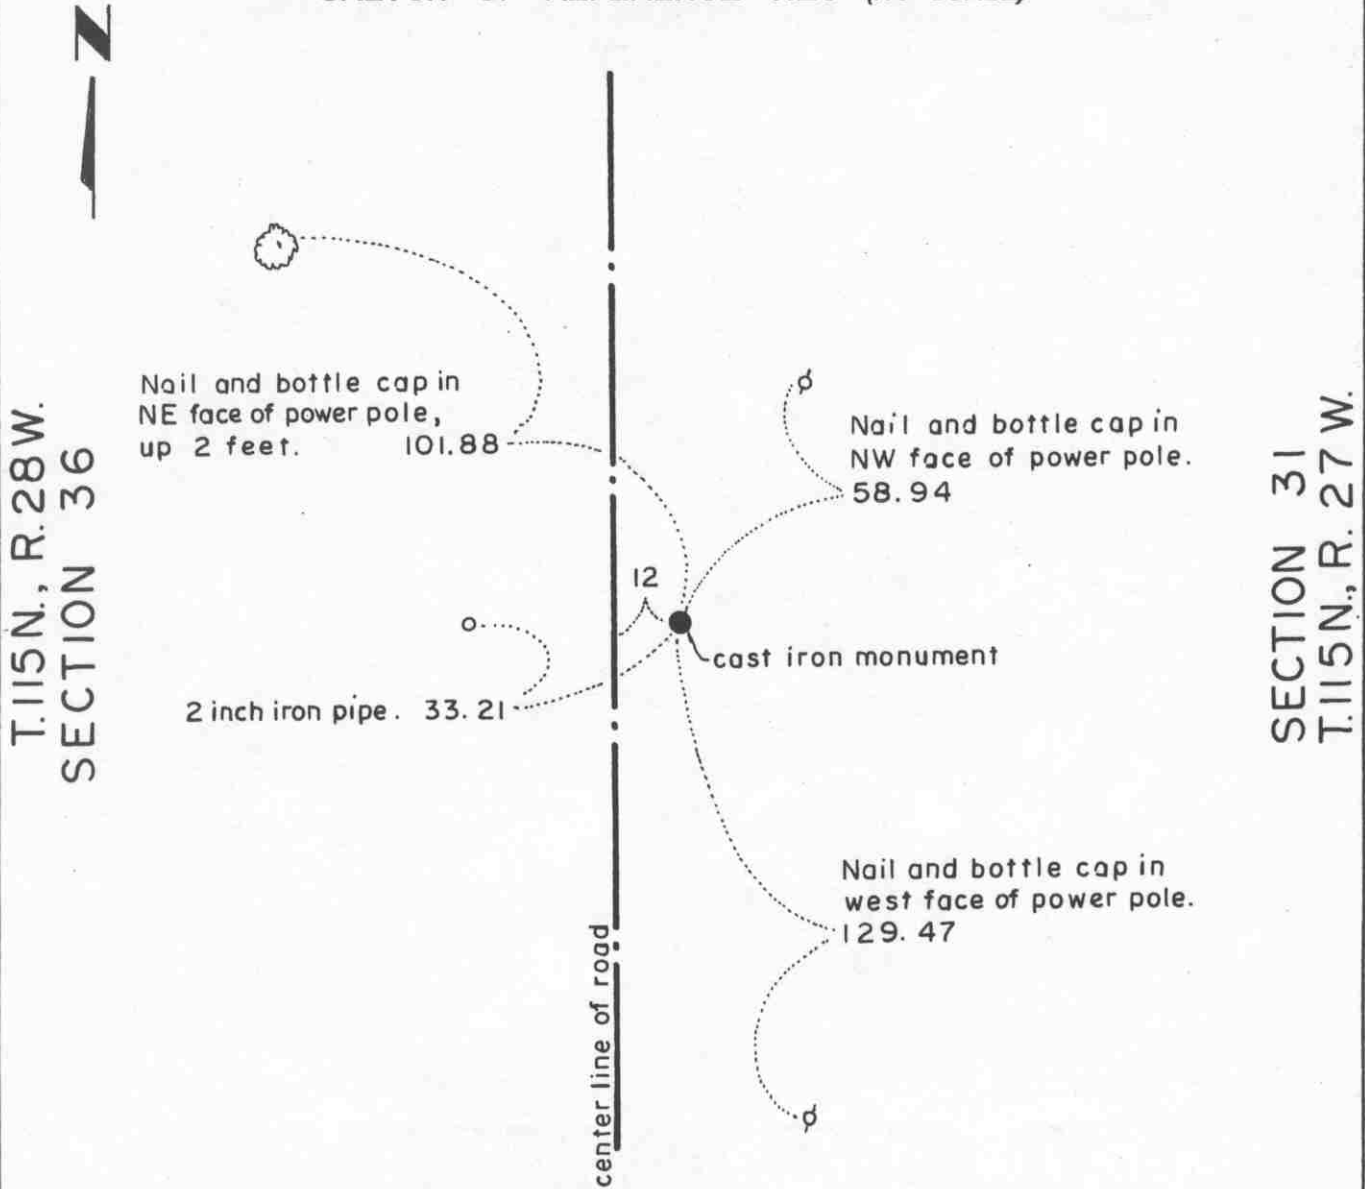 N
Nail and bottle cap in
NE face of power pole,
up 2 feet. 101.88
Nail and bottle cap in
NW face of power pole.
58.94
T.115N., R.28W.
SECTION 36
SECTION 31
T.115N., R. 27W.
12
cast iron monument
2 inch iron pipe. 33.21
Nail and bottle cap in
west face of power pole.
129.47
center line of road